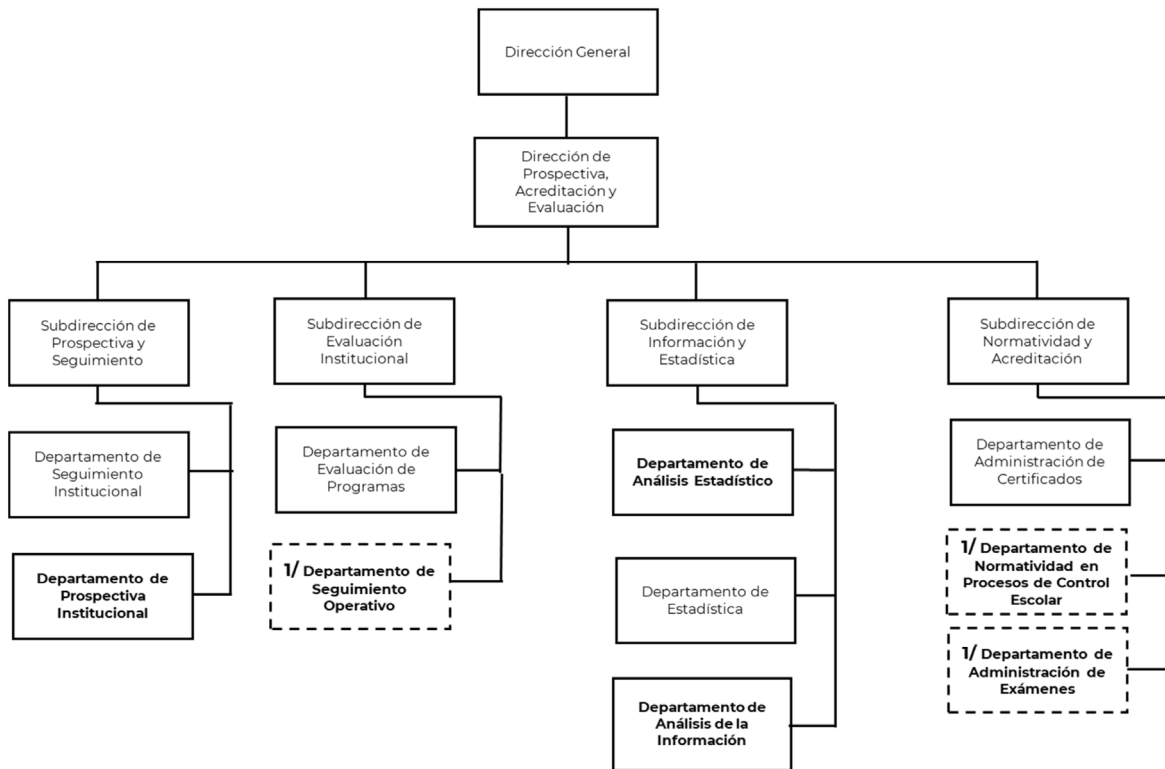 Dirección General
Dirección de
Prospectiva,
Acreditación y
Evaluación
Subdirección de
Prospectiva y
Seguimiento
Subdirección de
Evaluación
Institucional
Subdirección de
Información y
Estadística
Subdirección de
Normatividad y
Acreditación
Departamento de
Seguimiento
Institucional
Departamento de
Evaluación de
Programas
Departamento de
Análisis Estadístico
Departamento de
Administración de
Certificados
Departamento de
Prospectiva
Institucional
1/ Departamento de
Seguimiento
Operativo
Departamento de
Estadística
1/ Departamento de
Normatividad en
Procesos de Control
Escolar
Departamento de
Análisis de la
Información
1/ Departamento de
Administración de
Exámenes